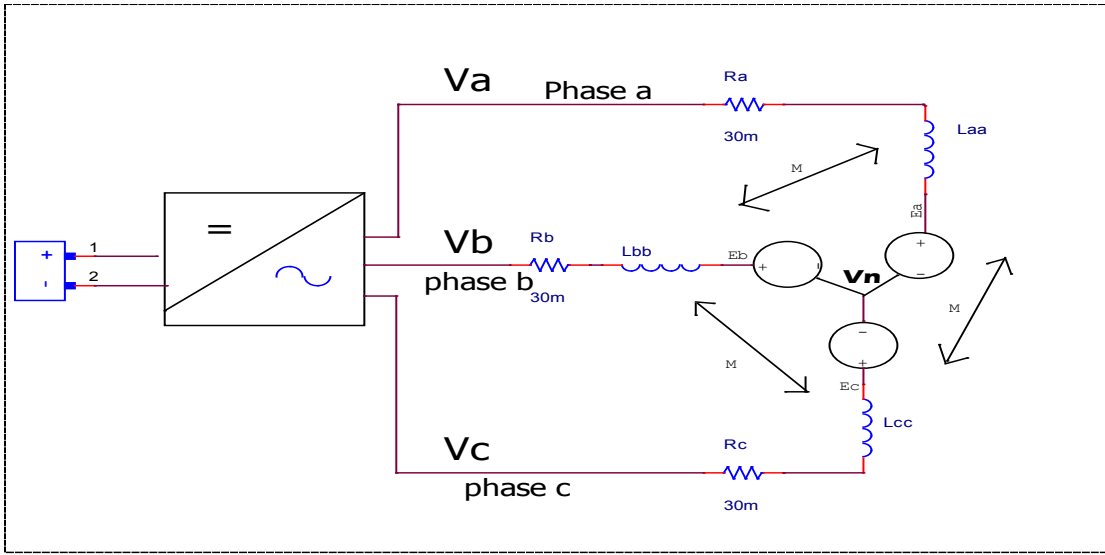 Va
Phase a
Ra
30m
Laa
M
Ea
+
-
=
+
-
1
2
Vb
phase b
Rb
30m
Lbb
Eb
+
-
Vn
M
M
-
+
Ec
Lcc
Vc
phase c
Rc
30m